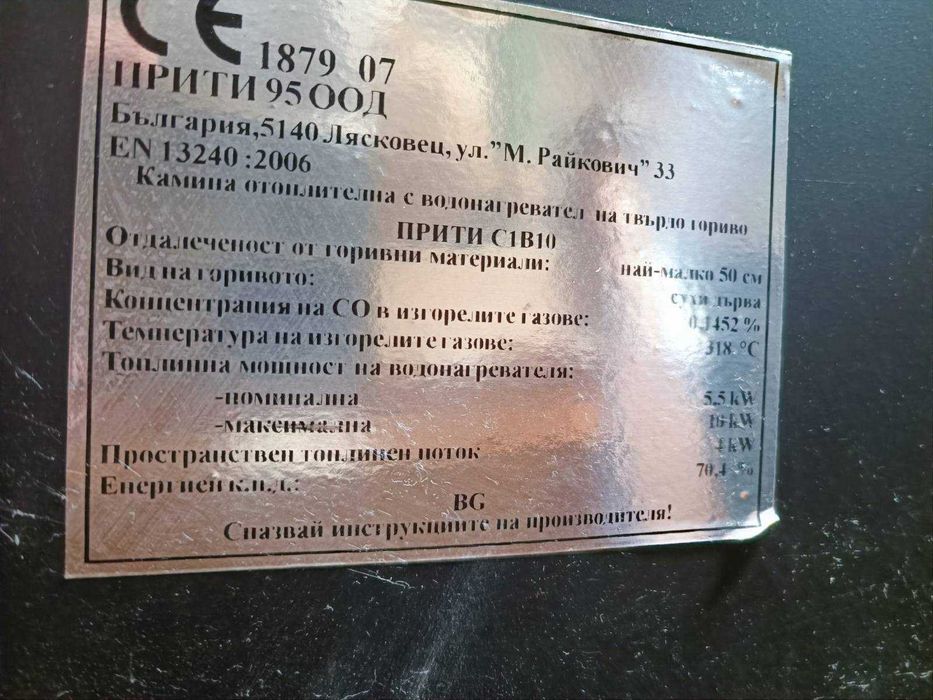 CE 1879 07
ПРИТИ 95 ООД
България,5140 Лясковец, ул."М. Райкович" 33
EN 13240 :2006
Камина отоплителна с водонагревател на твърдо гориво
ПРИТИ С1В10
Отдалеченост от горивни материали: най-малко 50 см
Вид на горивото: сухи дърва
Концентрация на СО в изгорелите газове: 0,1452 %
Температура на изгорелите газове: 318 °С
Топлинна мощност на водонагревателя:
-номинална 5,5 kW
-максимална kW
Пространствен топлинен поток 4 kW
Енергиен к.п.д.: 70,4 %
BG
Спазвай инструкциите на производителя!